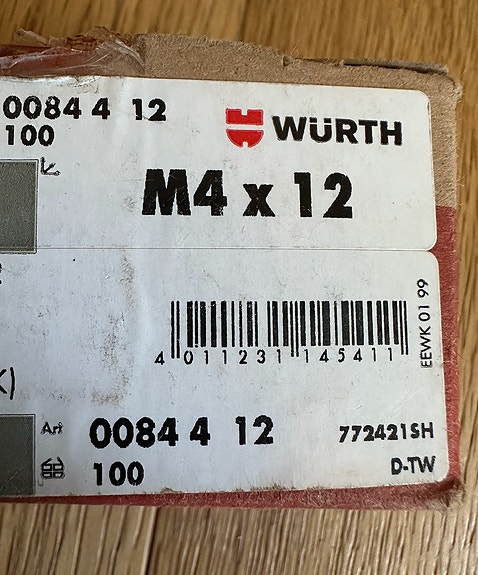 0084 4 12
100
WÜRTH
M4 x 12
4 011231 145411
EEWK 01 99
K)
Art
0084 4 12
772421SH
100
D-TW